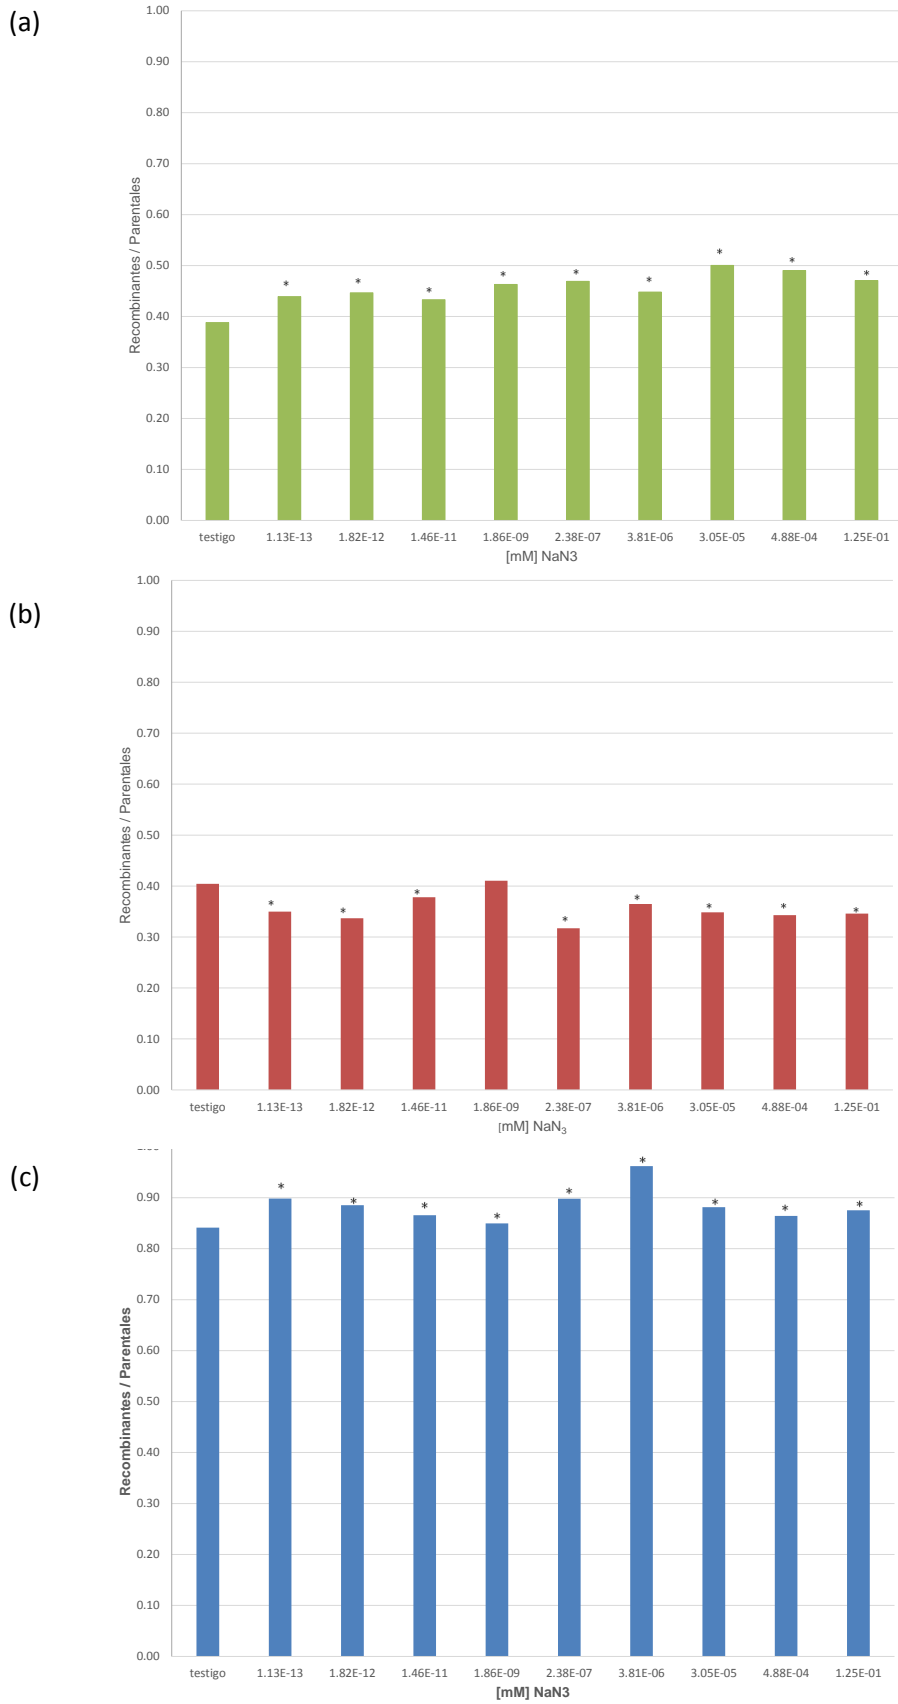 (a)
1.00
0.90
0.80
0.70
0.60
0.50
0.40
0.30
0.20
0.10
0.00
Recombinantes / Parentales
* * * * * * * * *
testigo 1.13E-13 1.82E-12 1.46E-11 1.86E-09 2.38E-07 3.81E-06 3.05E-05 4.88E-04 1.25E-01
[mM] NaN3
(b)
1.00
0.90
0.80
0.70
0.60
0.50
0.40
0.30
0.20
0.10
0.00
Recombinantes / Parentales
* * * * * * * *
testigo 1.13E-13 1.82E-12 1.46E-11 1.86E-09 2.38E-07 3.81E-06 3.05E-05 4.88E-04 1.25E-01
[mM] NaN₃
(c)
1.00
0.90
0.80
0.70
0.60
0.50
0.40
0.30
0.20
0.10
0.00
Recombinantes / Parentales
* * * * * * * * *
testigo 1.13E-13 1.82E-12 1.46E-11 1.86E-09 2.38E-07 3.81E-06 3.05E-05 4.88E-04 1.25E-01
[mM] NaN3